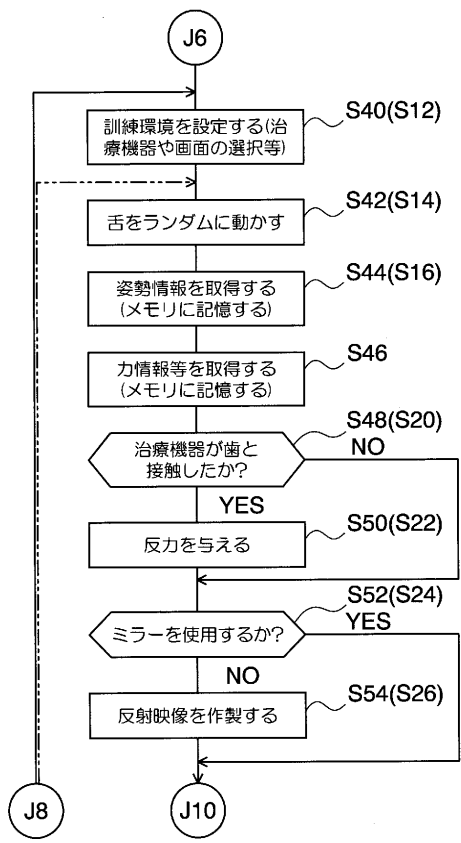 J6
訓練環境を設定する(治
療機器や画面の選択等)
S40(S12)
舌をランダムに動かす
S42(S14)
姿勢情報を取得する
(メモリに記憶する)
S44(S16)
力情報等を取得する
(メモリに記憶する)
S46
治療機器が歯と
接触したか?
S48(S20)
NO
YES
反力を与える
S50(S22)
ミラーを使用するか?
S52(S24)
YES
NO
反射映像を作製する
S54(S26)
J8
J10